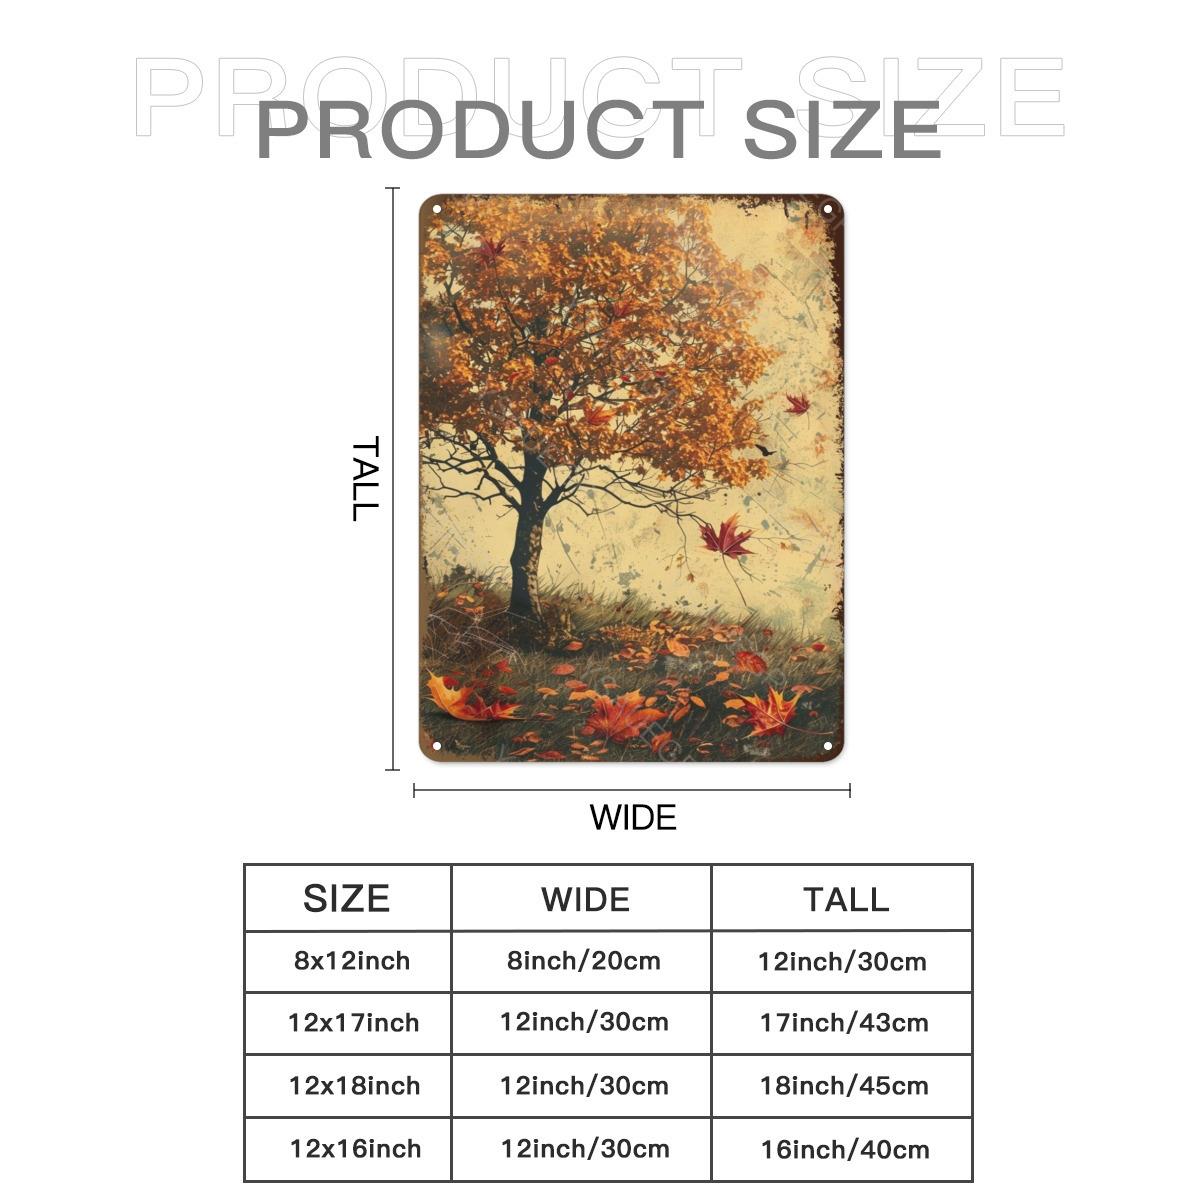 PRODUCT SIZE
PRODUCT SIZE
TALL
WIDE
SIZE WIDE TALL
8x12inch 8inch/20cm 12inch/30cm
12x17inch 12inch/30cm 17inch/43cm
12x18inch 12inch/30cm 18inch/45cm
12x16inch 12inch/30cm 16inch/40cm